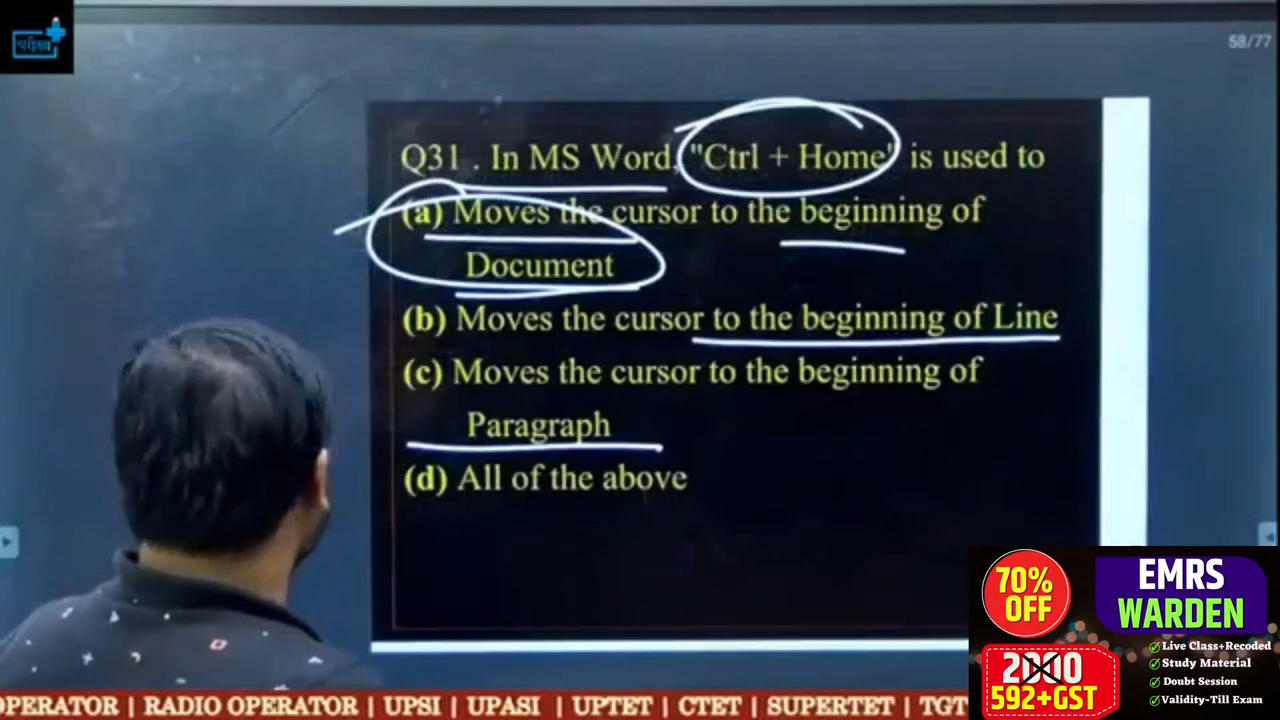 परीक्षा
58/77
Q31 . In MS Word, "Ctrl + Home" is used to
(a) Moves the cursor to the beginning of
Document
(b) Moves the cursor to the beginning of Line
(c) Moves the cursor to the beginning of
Paragraph
(d) All of the above
70%
OFF
EMRS
WARDEN
2000
592+GST
Live Class+Recoded
Study Material
Doubt Session
Validity-Till Exam
OPERATOR | RADIO OPERAT | UPSI | UPASI | UPTET | CTET | SUPERTET | TGT